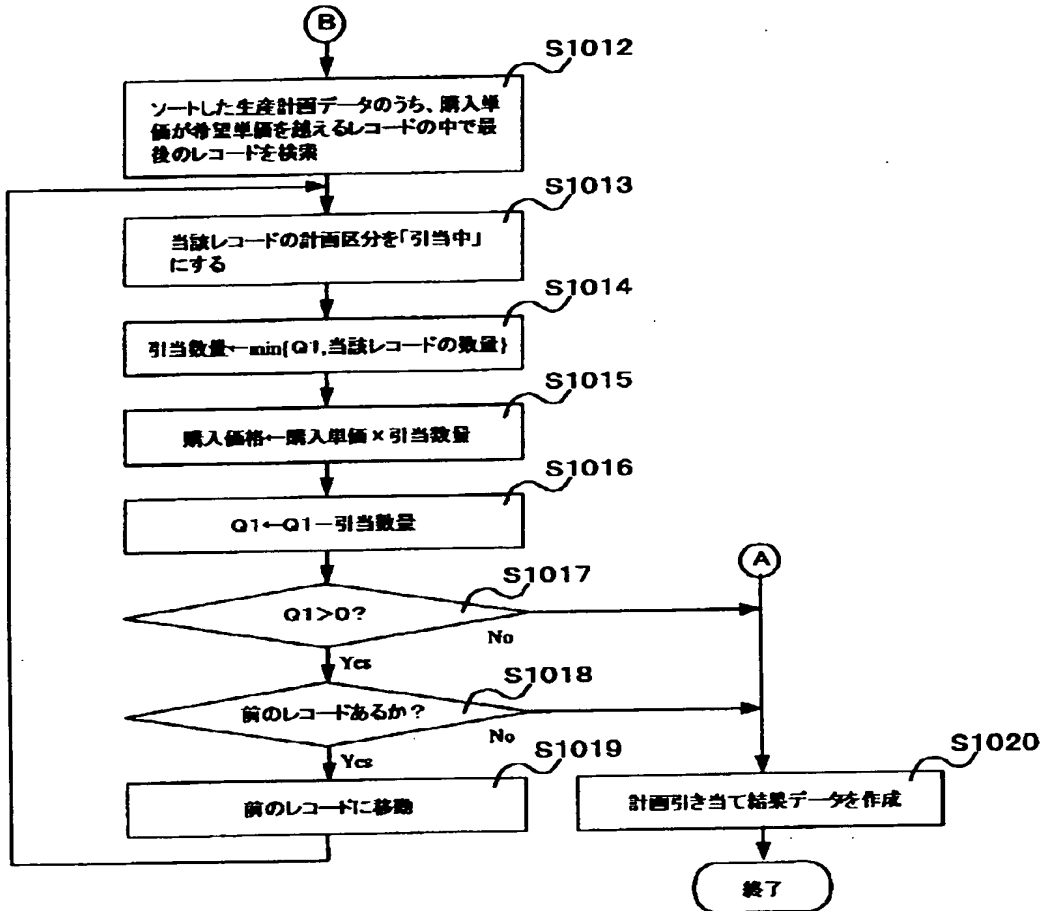 B
S1012
ソートした生産計画データのうち、購入単
価が希望単価を越えるレコードの中で最
後のレコードを検索
S1013
当該レコードの計画区分を「引当中」
にする
S1014
引当数量←min{Q1,当該レコードの数量}
S1015
購入価格←購入単価×引当数量
S1016
Q1←Q1－引当数量
A
S1017
Q1>0?
No
Yes
S1018
前のレコードあるか？
No
Yes
S1019
前のレコードに移動
S1020
計画引き当て結果データを作成
終了